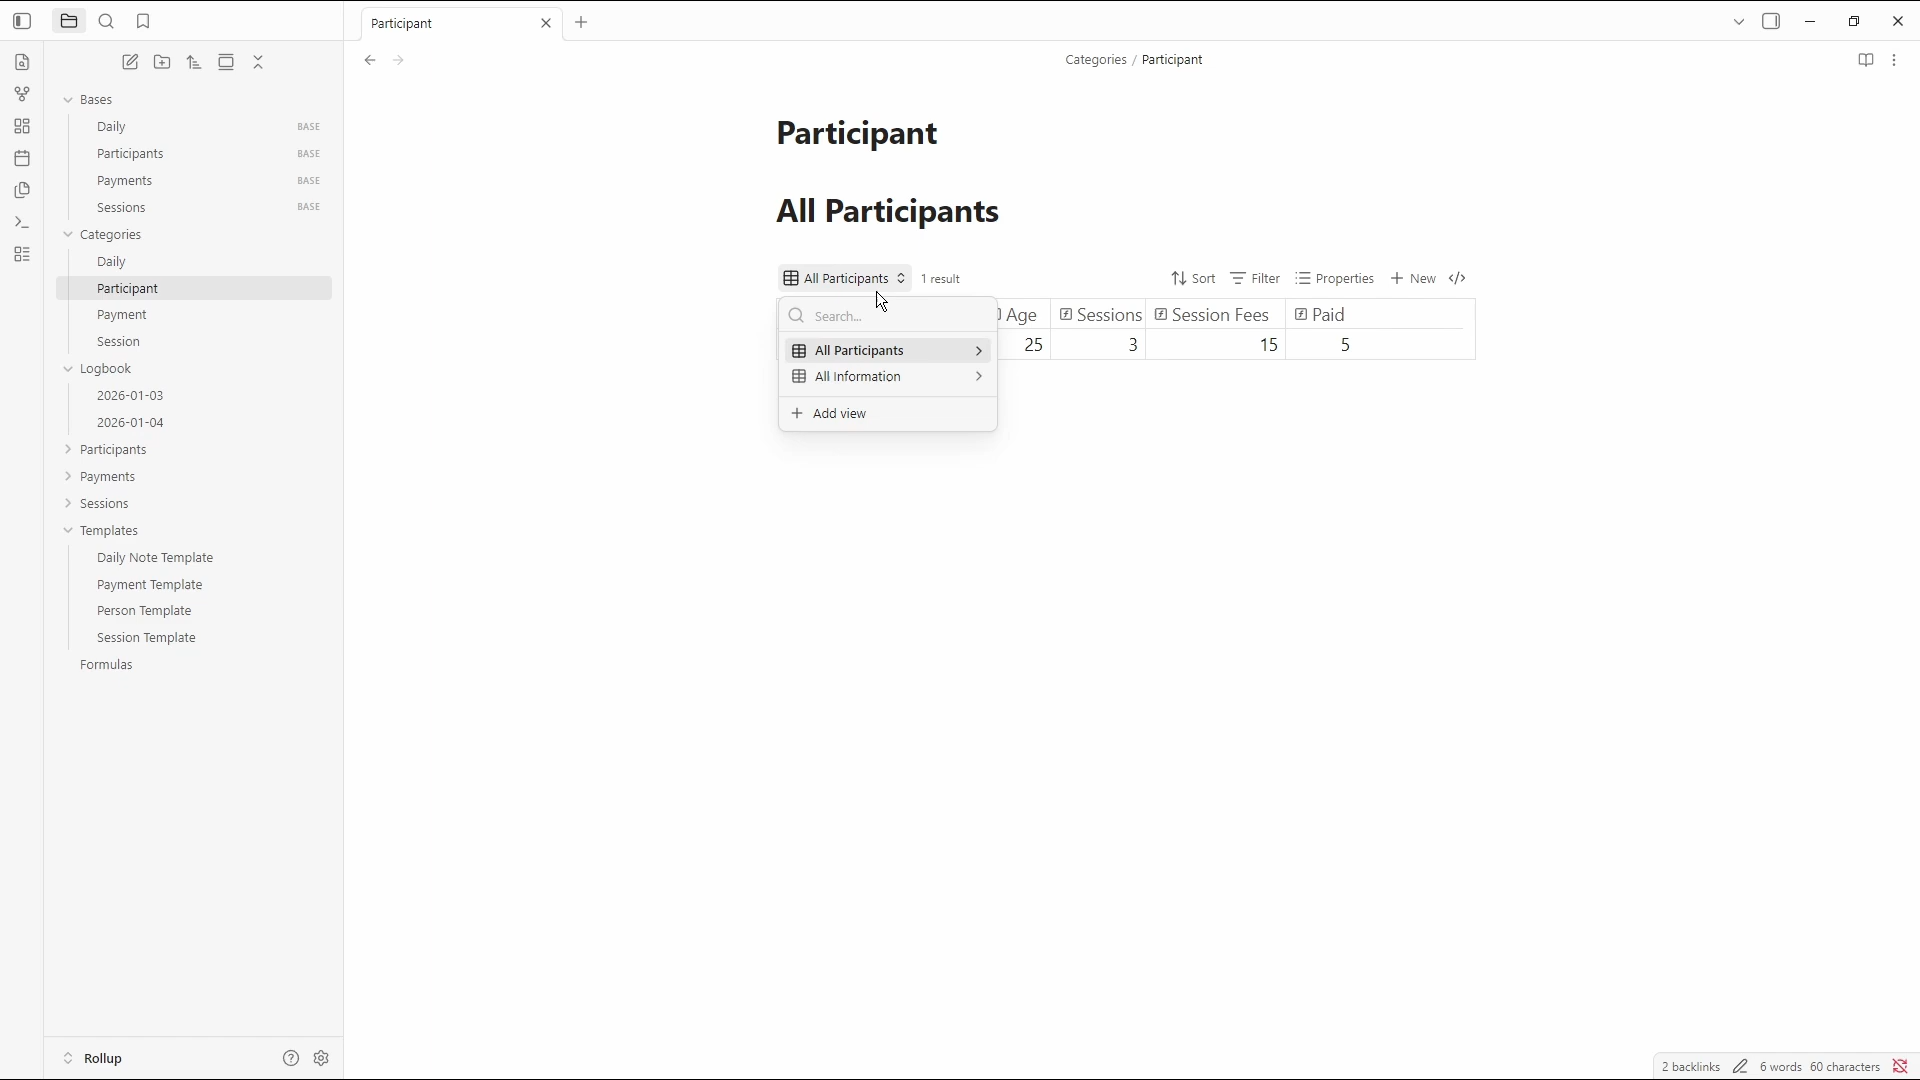 Participant
Categories / Participant
Bases
Daily BASE
Participants BASE
Payments BASE
Sessions BASE
Categories
Daily
Participant
Payment
Session
Logbook
2026-01-03
2026-01-04
Participants
Payments
Sessions
Templates
Daily Note Template
Payment Template
Person Template
Session Template
Formulas
Rollup
Participant
All Participants
All Participants 1 result Sort Filter Properties New
Search... Age Sessions Session Fees Paid
25 3 15 5
All Participants
All Information
Add view
2 backlinks 6 words 60 characters